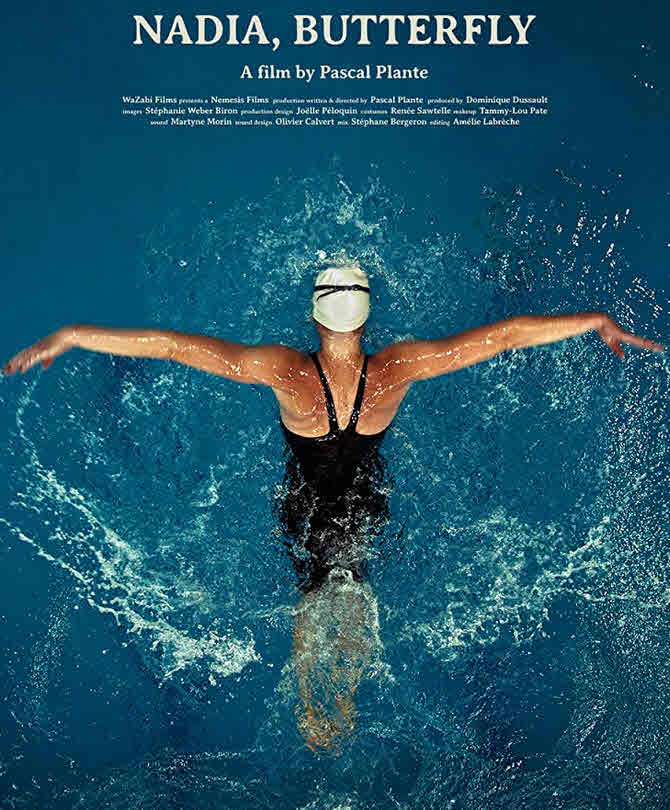 NADIA, BUTTERFLY
A film by Pascal Plante
WaZabi Films presents a Nemesis Films production written & directed by Pascal Plante produced by Dominique Dussault
images Stéphanie Weber Biron production design Joëlle Péloquin costumes Renée Sawtelle makeup Tammy-Lou Pate
sound Martyne Morin sound design Olivier Calvert mix Stéphane Bergeron editing Amélie Labrèche